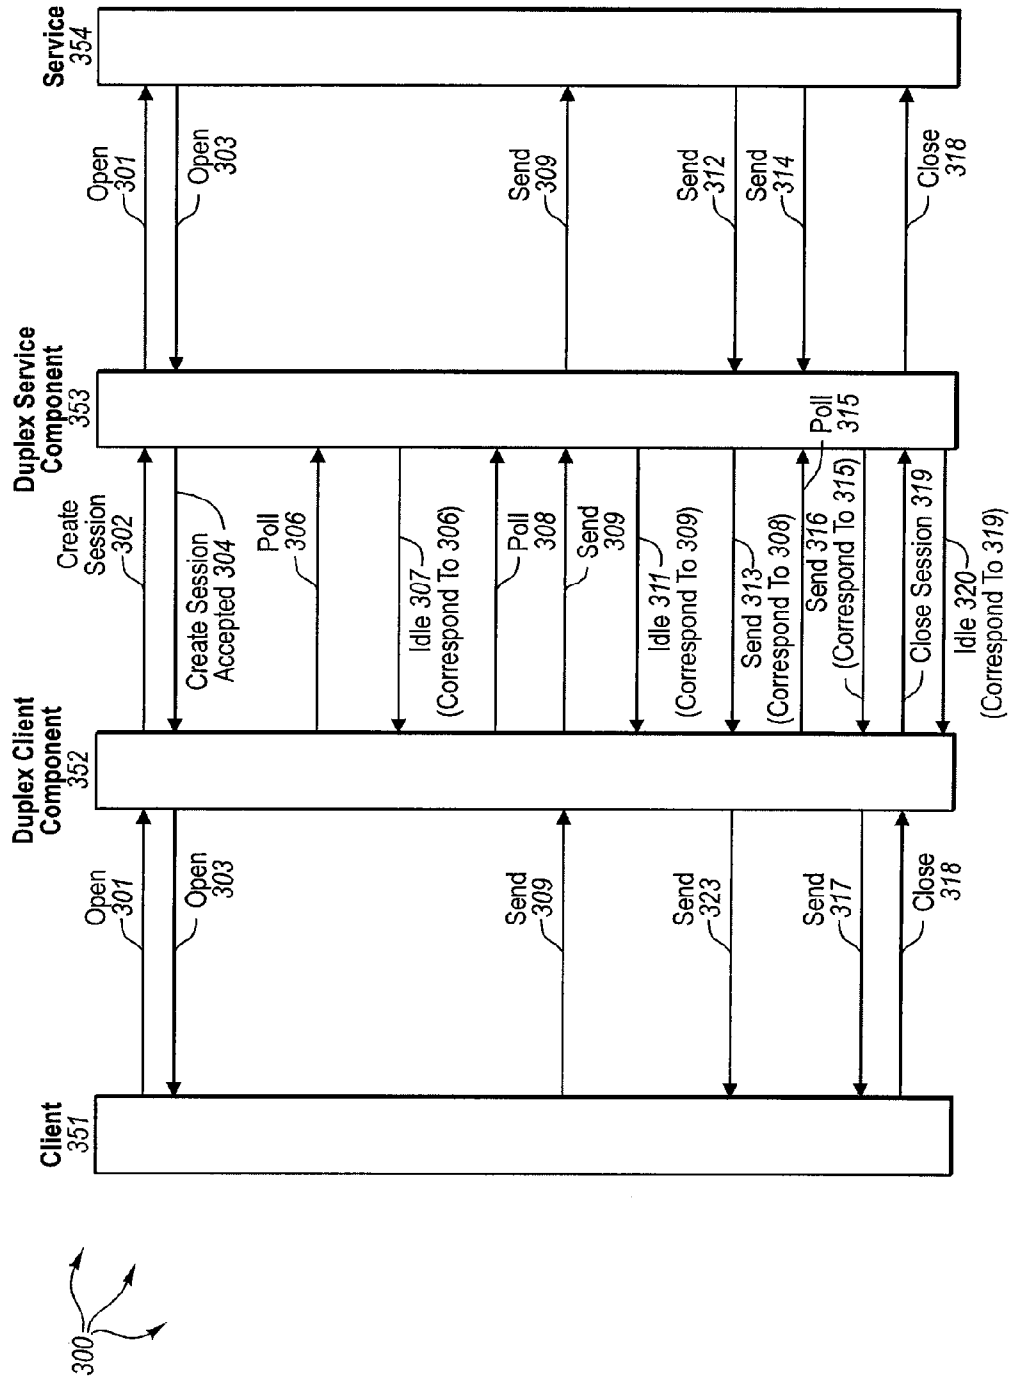 300
Client
351
Duplex Client
Component
352
Duplex Service
Component
353
Service
354
Open
301
Open
303
Send
309
Send
323
Send
317
Close
318
Create
Session
302
Create Session
Accepted 304
Poll
306
Idle 307
(Correspond To 306)
Poll
308
Send
309
Idle 311
(Correspond To 309)
Send 313
(Correspond To 308)
Poll
315
Send 316
(Correspond To 315)
Close Session 319
Idle 320
(Correspond To 319)
Open
301
Open
303
Send
309
Send
312
Send
314
Close
318